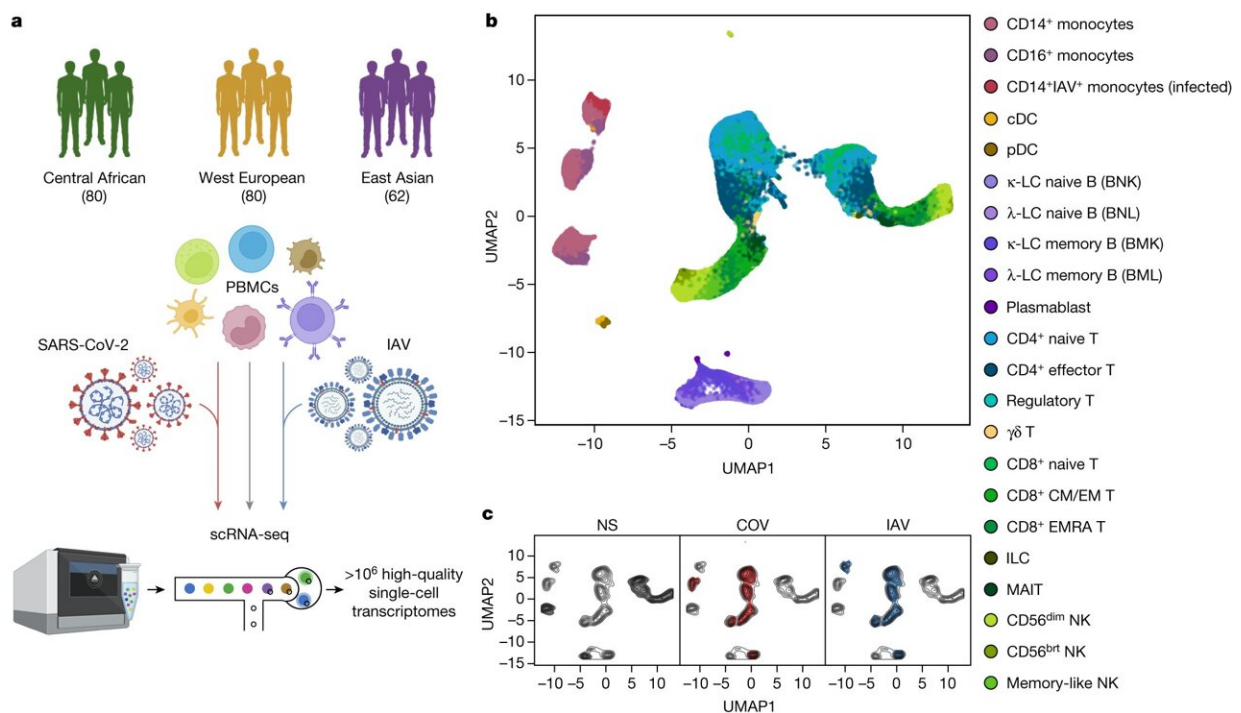 a
Central African
(80)
West European
(80)
East Asian
(62)
PBMCs
SARS-CoV-2
IAV
scRNA-seq
>10⁶ high-quality
single-cell
transcriptomes
b
UMAP2
10
5
0
−5
−10
−15
−10
−5
0
5
10
UMAP1
CD14⁺ monocytes
CD16⁺ monocytes
CD14⁺IAV⁺ monocytes (infected)
cDC
pDC
κ-LC naive B (BNK)
λ-LC naive B (BNL)
κ-LC memory B (BMK)
λ-LC memory B (BML)
Plasmablast
CD4⁺ naive T
CD4⁺ effector T
Regulatory T
γδ T
CD8⁺ naive T
CD8⁺ CM/EM T
CD8⁺ EMRA T
ILC
MAIT
CD56ᵈⁱᵐ NK
CD56ᵇʳᵗ NK
Memory-like NK
c
NS
COV
IAV
UMAP2
10
5
0
−5
−10
−15
−10 −5 0 5 10
−10 −5 0 5 10
−10 −5 0 5 10
UMAP1